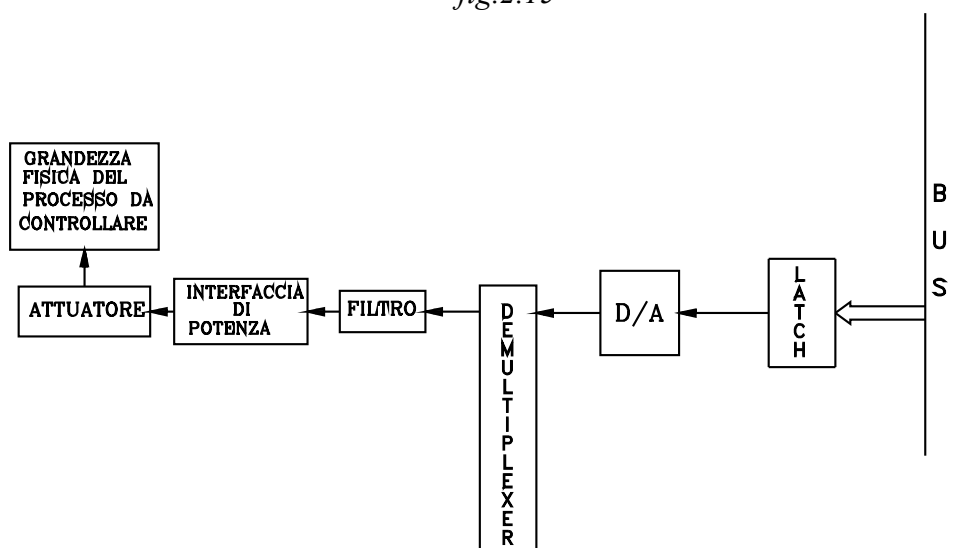 GRANDEZZA
FISICA DEL
PROCESSO DA
CONTROLLARE
ATTUATORE
INTERFACCIA
DI
POTENZA
FILTRO
DEMULTIPLEXER
D/A
LATCH
BUS